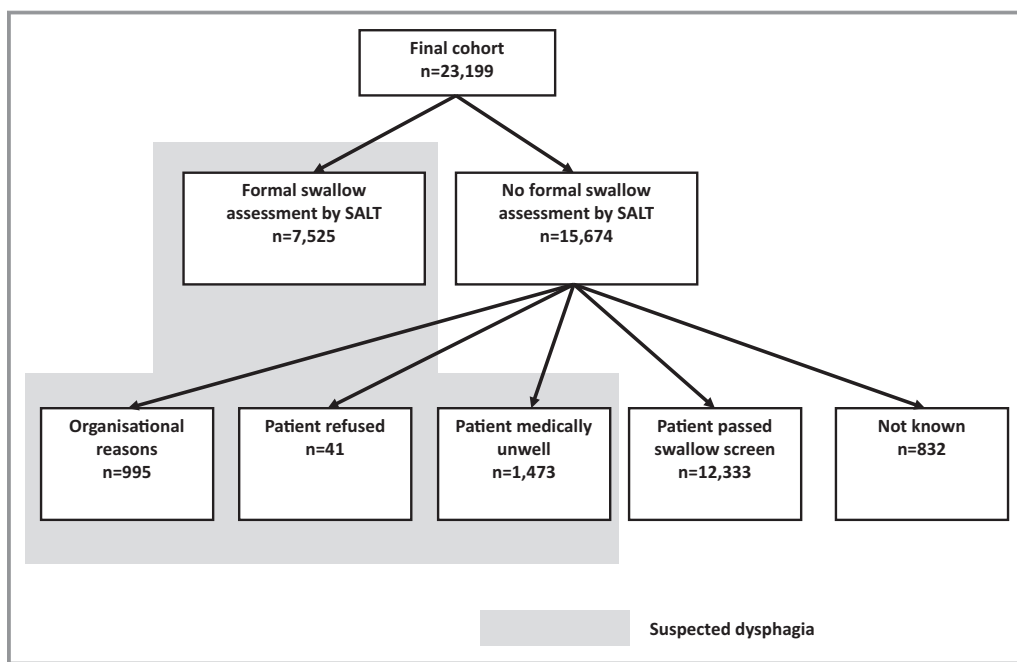 Final cohort
n=23,199
Formal swallow
assessment by SALT
n=7,525
No formal swallow
assessment by SALT
n=15,674
Organisational
reasons
n=995
Patient refused
n=41
Patient medically
unwell
n=1,473
Patient passed
swallow screen
n=12,333
Not known
n=832
Suspected dysphagia